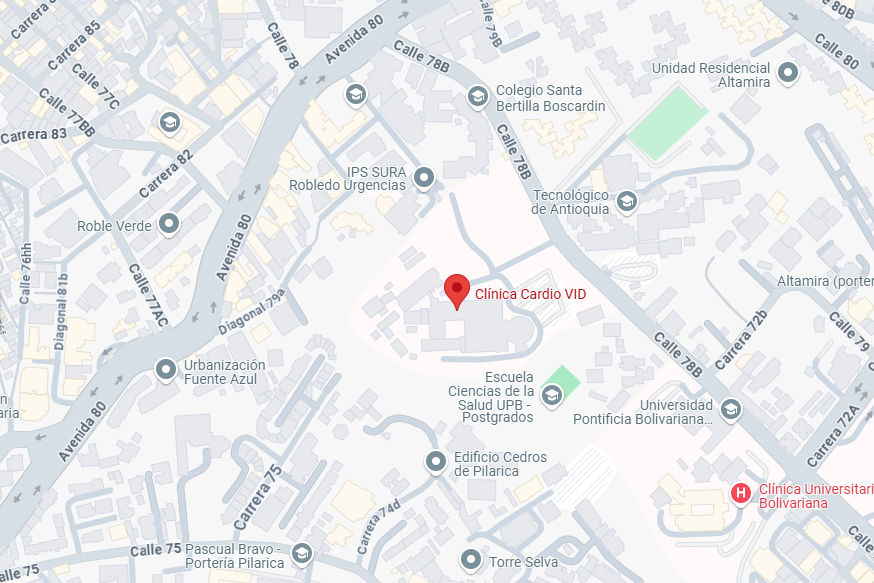 Carrera 84
Carrera 85
Calle 77C
Calle 77BB
Carrera 83
Carrera 82
Calle 78
Avenida 80
Calle 78B
Calle 79B
80B
Calle 80
Unidad Residencial
Altamira
Colegio Santa
Bertilla Boscardin
Calle 78B
IPS SURA
Robledo Urgencias
Tecnológico
de Antioquia
Roble Verde
Avenida 80
Calle 76hh
Diagonal 81b
Calle 77AC
Diagonal 79a
Clínica Cardio VID
Altamira (porter
Calle 79
Carrera 72b
Calle 78B
Urbanización
Fuente Azul
Escuela
Ciencias de la
Salud UPB -
Postgrados
Universidad
Pontificia Bolivariana...
Carrera 72A
n
aria
Avenida 80
Edificio Cedros
de Pilarica
Carrera 75
Carrera 74d
H
Clínica Universitari
Bolivariana
Calle 75
Pascual Bravo -
Portería Pilarica
Torre Selva
Calle
alle 75